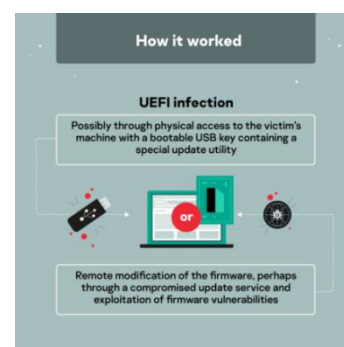 How it worked
UEFI infection
Possibly through physical access to the victim's
machine with a bootable USB key containing a
special update utility
or
Remote modification of the firmware, perhaps
through a compromised update service and
exploitation of firmware vulnerabilities